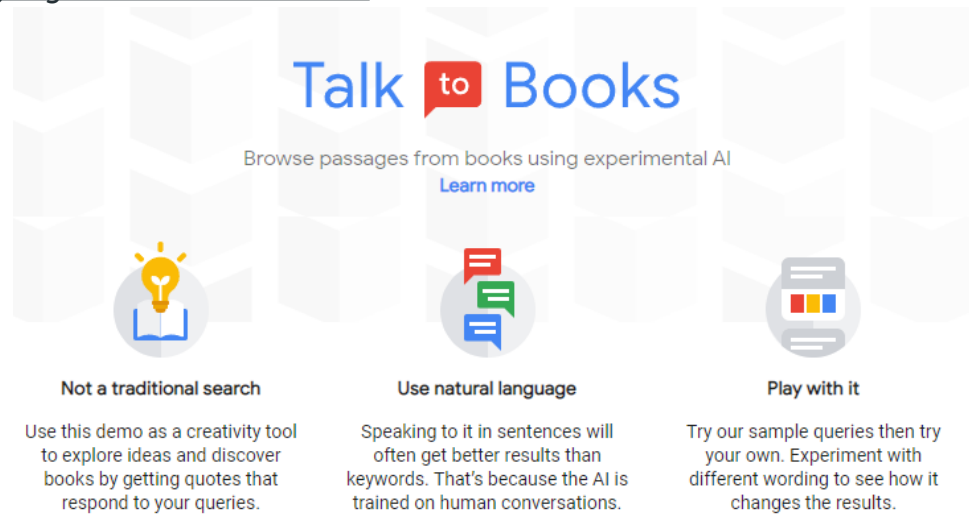 Talk to Books
Browse passages from books using experimental AI
Learn more
Not a traditional search
Use this demo as a creativity tool
to explore ideas and discover
books by getting quotes that
respond to your queries.
Use natural language
Speaking to it in sentences will
often get better results than
keywords. That's because the AI is
trained on human conversations.
Play with it
Try our sample queries then try
your own. Experiment with
different wording to see how it
changes the results.